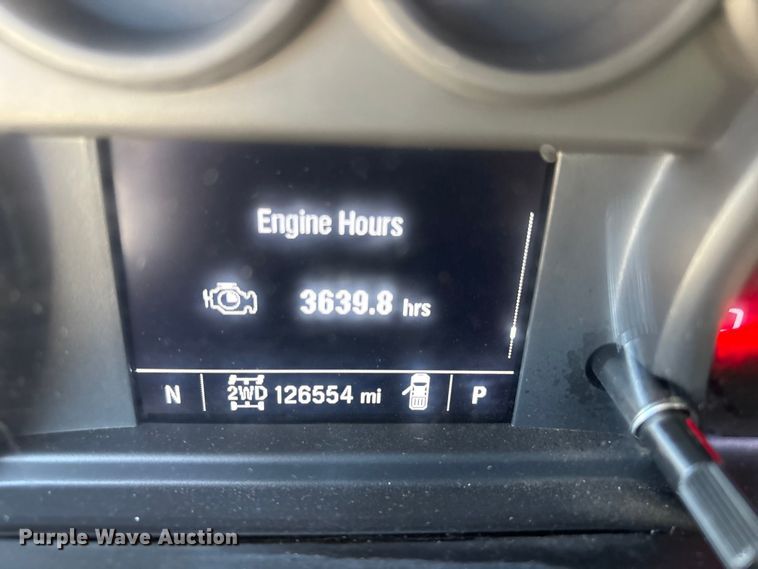 Engine Hours
3639.8 hrs
N 2WD 126554 mi P
Purple Wave Auction®